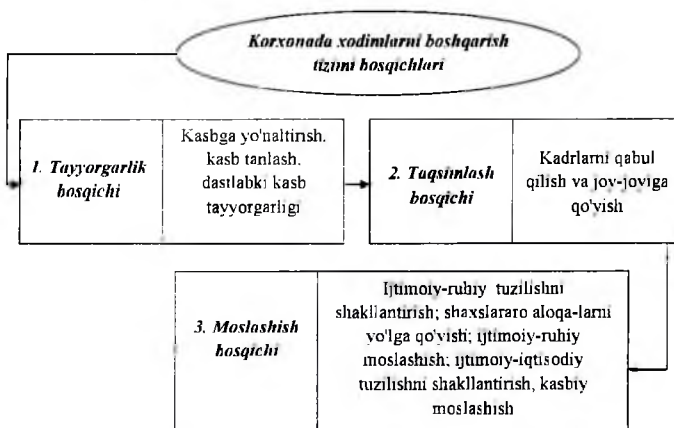 Korxonada xodimlarni boshqarish
tizimi bosqichlari
1. Tayyorgarlik
bosqichi
Kasbga yo'naltirish.
kasb tanlash.
dastlabki kasb
tayyorgarligi
2. Taqsimlash
bosqichi
Kadrlarni qabul
qilish va joy-joyiga
qo'yish
3. Moslashish
bosqichi
Ijtimoiy-ruhiy tuzilishni
shakllantirish; shaxslararo aloqa-larni
yo'lga qo'yisti; ijtimoiy-ruhiy
moslashish; ijtimoiy-iqtisodiy
tuzilishni shakllantirish, kasbiy
moslashish